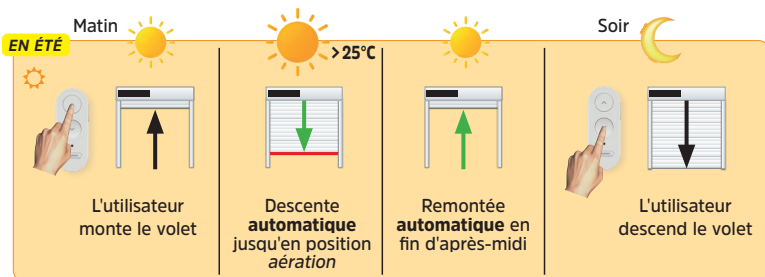 Matin
Soir
EN ÉTÉ
>25°C
L'utilisateur
monte le volet
Descente
automatique
jusqu'en position
aération
Remontée
automatique en
fin d'après-midi
L'utilisateur
descend le volet